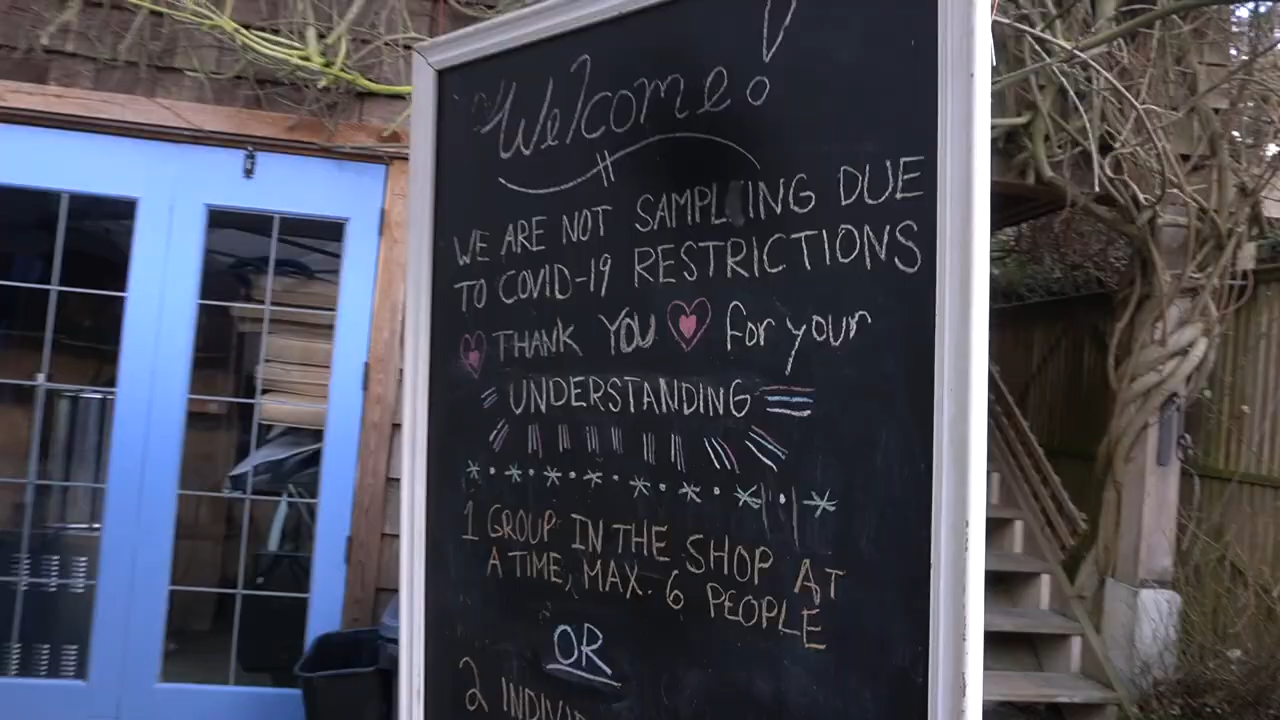 Welcome!
WE ARE NOT SAMPLING DUE
TO COVID-19 RESTRICTIONS
THANK YOU for your
UNDERSTANDING
1 GROUP IN THE SHOP AT
A TIME, MAX. 6 PEOPLE
OR
2